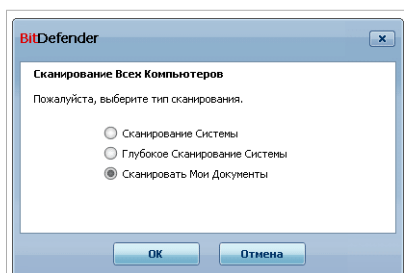 BitDefender
Сканирование Всех Компьютеров
Пожалуйста, выберите тип сканирования.
Сканирование Системы
Глубокое Сканирование Системы
Сканировать Мои Документы
OK
Отмена